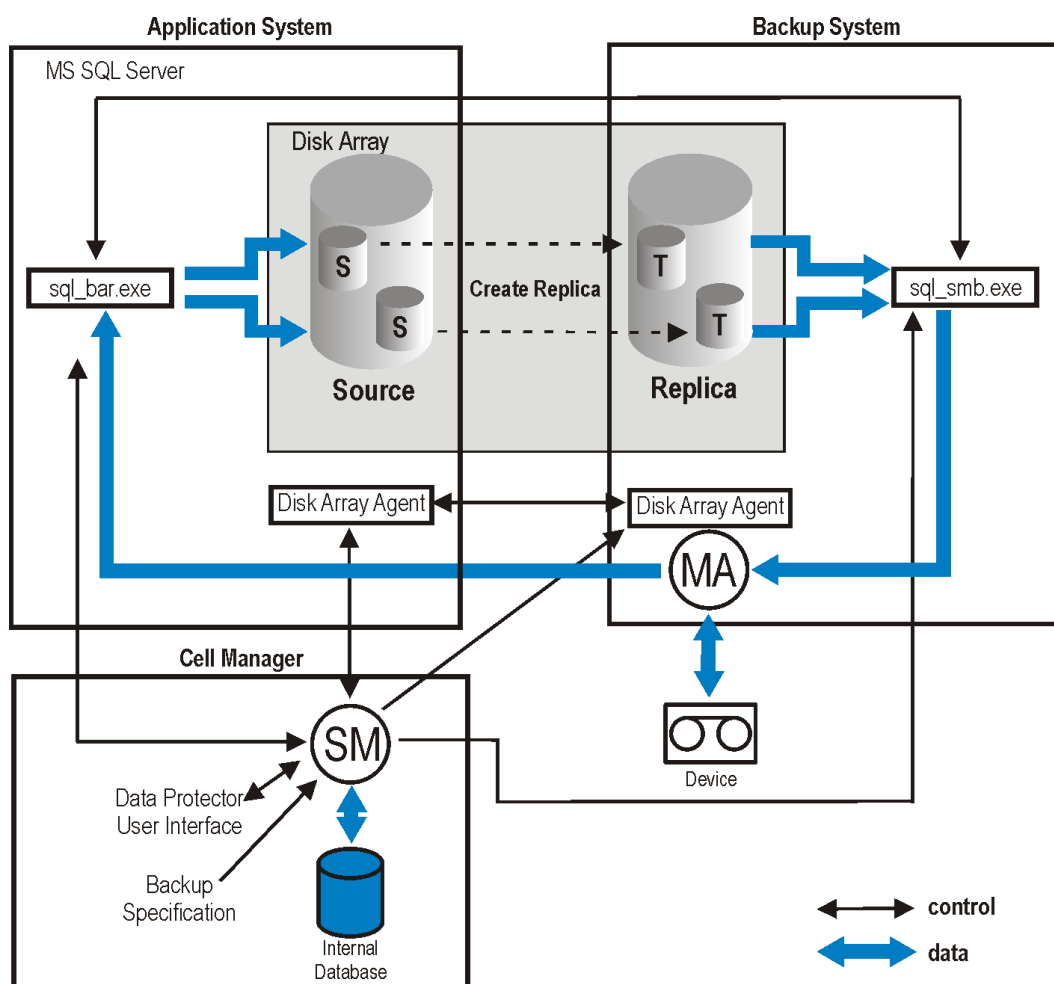 Application System
Backup System
MS SQL Server
Disk Array
S
T
sql_bar.exe
Create Replica
sql_smb.exe
S
T
Source
Replica
Disk Array Agent
Disk Array Agent
MA
Cell Manager
SM
Device
Data Protector
User Interface
Backup
Specification
Internal
Database
control
data